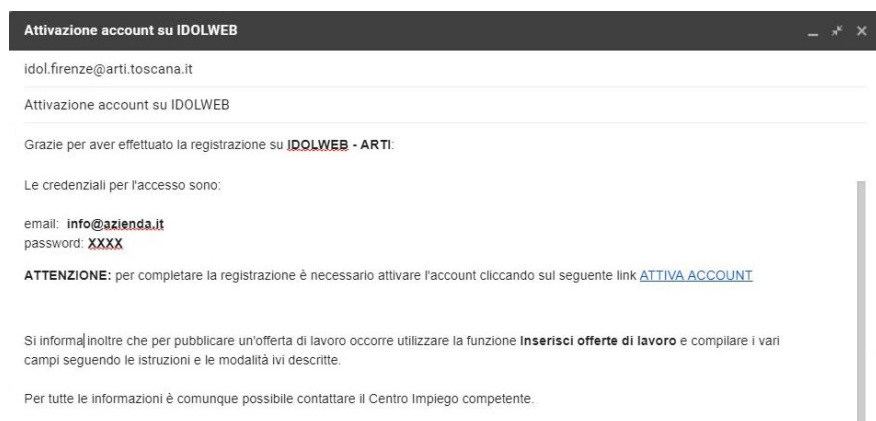 Attivazione account su IDOLWEB
idol.firenze@arti.toscana.it
Attivazione account su IDOLWEB
Grazie per aver effettuato la registrazione su IDOLWEB - ARTI:
Le credenziali per l'accesso sono:
email: info@azienda.it
password: XXXX
ATTENZIONE: per completare la registrazione è necessario attivare l'account cliccando sul seguente link ATTIVA ACCOUNT
Si informa inoltre che per pubblicare un'offerta di lavoro occorre utilizzare la funzione Inserisci offerte di lavoro e compilare i vari
campi seguendo le istruzioni e le modalità ivi descritte.
Per tutte le informazioni è comunque possibile contattare il Centro Impiego competente.